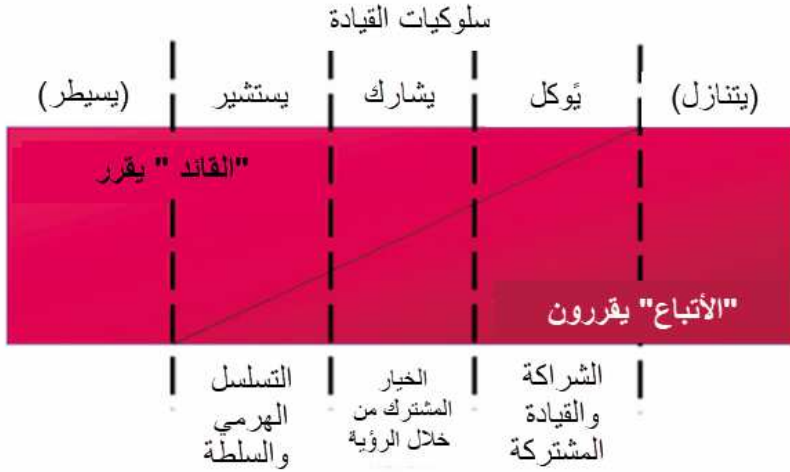 سلوكيات القيادة
(يتنازل)
يًوكل
يشارك
يستشير
(يسيطر)
"القائد " يقرر
"الأتباع" يقررون
الشراكة
والقيادة
المشتركة
الخيار
المشترك من
خلال الرؤية
التسلسل
الهرمي
والسلطة